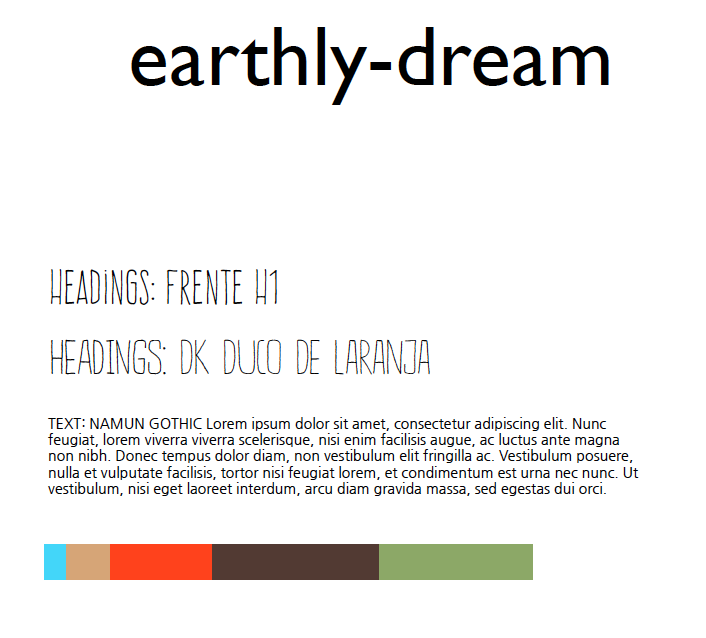 earthly-dream
HEADiNGS: FRENTE H1
HEADINGS: DK DUCO DE LARANJA
TEXT: NAMUN GOTHIC Lorem ipsum dolor sit amet, consectetur adipiscing elit. Nunc
feugiat, lorem viverra viverra scelerisque, nisi enim facilisis augue, ac luctus ante magna
non nibh. Donec tempus dolor diam, non vestibulum elit fringilla ac. Vestibulum posuere,
nulla et vulputate facilisis, tortor nisi feugiat lorem, et condimentum est urna nec nunc. Ut
vestibulum, nisi eget laoreet interdum, arcu diam gravida massa, sed egestas dui orci.